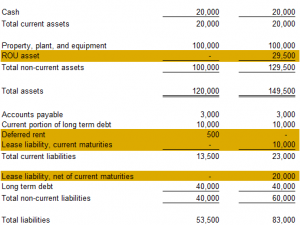 Cash 20,000 20,000
Total current assets 20,000 20,000
Property, plant, and equipment 100,000 100,000
ROU asset - 29,500
Total non-current assets 100,000 129,500
Total assets 120,000 149,500
Accounts payable 3,000 3,000
Current portion of long term debt 10,000 10,000
Deferred rent 500 -
Lease liability, current maturities - 10,000
Total current liabilities 13,500 23,000
Lease liability, net of current maturities - 20,000
Long term debt 40,000 40,000
Total non-current liabilities 40,000 60,000
Total liabilities 53,500 83,000